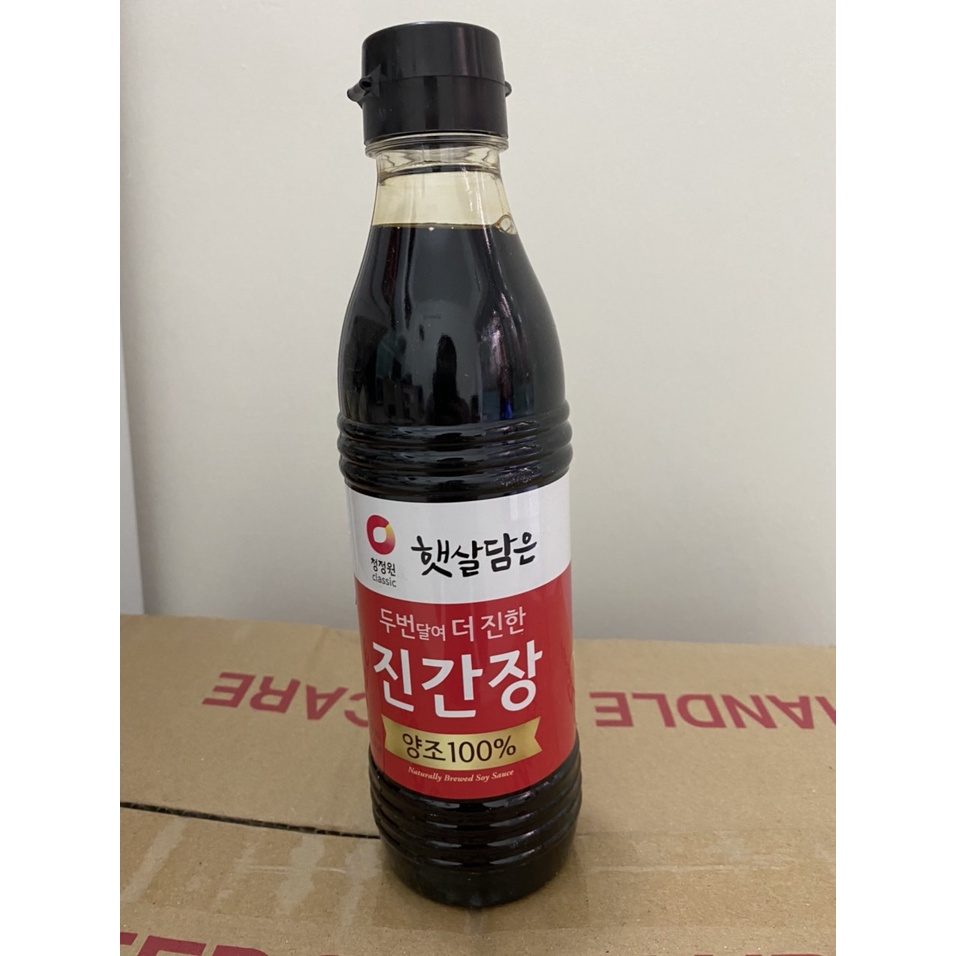 청정원
classic
햇살담은
두번달여 더 진한
진간장
양조100%
Naturally Brewed Soy Sauce
HANDLE
CARE